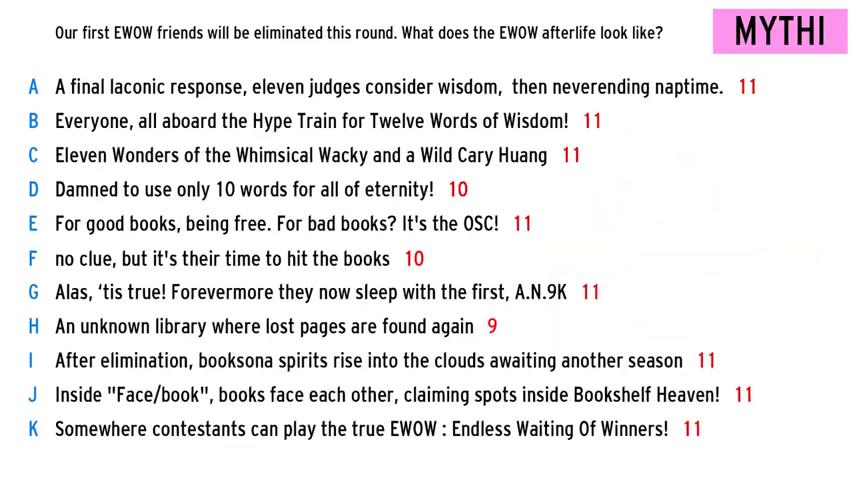 Our first EWOW friends will be eliminated this round. What does the EWOW afterlife look like?
MYTHI
A A final laconic response, eleven judges consider wisdom, then neverending naptime. 11
B Everyone, all aboard the Hype Train for Twelve Words of Wisdom! 11
C Eleven Wonders of the Whimsical Wacky and a Wild Cary Huang 11
D Damned to use only 10 words for all of eternity! 10
E For good books, being free. For bad books? It's the OSC! 11
F no clue, but it's their time to hit the books 10
G Alas, ‘tis true! Forevermore they now sleep with the first, A.N.9K 11
H An unknown library where lost pages are found again 9
I After elimination, booksona spirits rise into the clouds awaiting another season 11
J Inside "Face/book", books face each other, claiming spots inside Bookshelf Heaven! 11
K Somewhere contestants can play the true EWOW : Endless Waiting Of Winners! 11